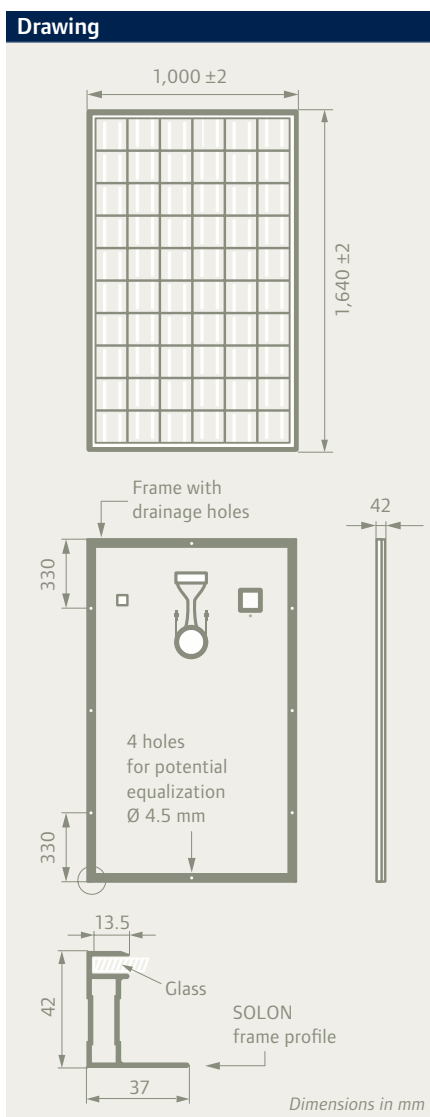 Drawing
1,000 ±2
1,640 ±2
Frame with
drainage holes
42
330
4 holes
for potential
equalization
Ø 4.5 mm
330
13.5
Glass
42
SOLON
frame profile
37
Dimensions in mm